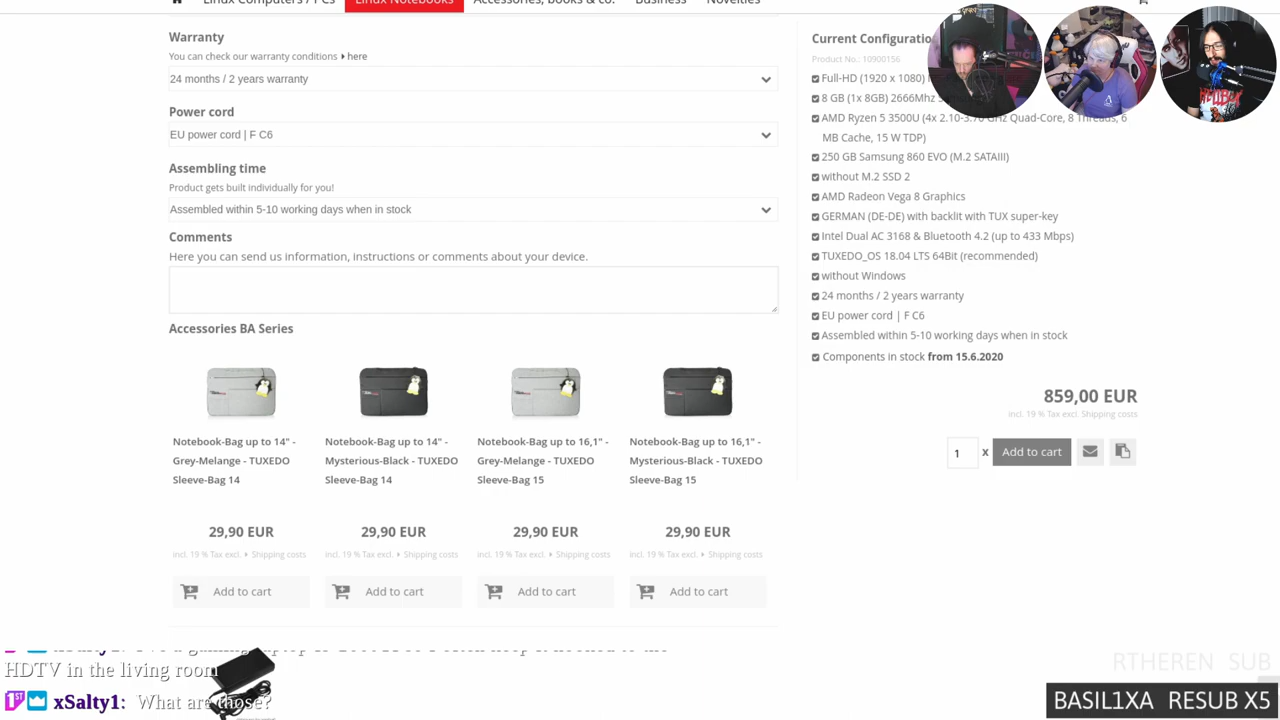 Linux Computers / PCs Linux Notebooks Accessories, books & co. Business Novelties
Warranty
You can check our warranty conditions here
24 months / 2 years warranty
Power cord
EU power cord | F C6
Assembling time
Product gets built individually for you!
Assembled within 5-10 working days when in stock
Comments
Here you can send us information, instructions or comments about your device.
Accessories BA Series
Notebook-Bag up to 14" -
Grey-Melange - TUXEDO
Sleeve-Bag 14
29,90 EUR
incl. 19 % Tax excl. Shipping costs
Add to cart
Notebook-Bag up to 14" -
Mysterious-Black - TUXEDO
Sleeve-Bag 14
29,90 EUR
incl. 19 % Tax excl. Shipping costs
Add to cart
Notebook-Bag up to 16,1" -
Grey-Melange - TUXEDO
Sleeve-Bag 15
29,90 EUR
incl. 19 % Tax excl. Shipping costs
Add to cart
Notebook-Bag up to 16,1" -
Mysterious-Black - TUXEDO
Sleeve-Bag 15
29,90 EUR
incl. 19 % Tax excl. Shipping costs
Add to cart
Current Configuratio
Product No.: 10900156
Full-HD (1920 x 1080)
8 GB (1x 8GB) 2666Mhz
AMD Ryzen 5 3500U (4x 2.10-3.70 GHz Quad-Core, 8 Threads, 6
MB Cache, 15 W TDP)
250 GB Samsung 860 EVO (M.2 SATAIII)
without M.2 SSD 2
AMD Radeon Vega 8 Graphics
GERMAN (DE-DE) with backlit with TUX super-key
Intel Dual AC 3168 & Bluetooth 4.2 (up to 433 Mbps)
TUXEDO_OS 18.04 LTS 64Bit (recommended)
without Windows
24 months / 2 years warranty
EU power cord | F C6
Assembled within 5-10 working days when in stock
Components in stock from 15.6.2020
859,00 EUR
incl. 19 % Tax excl. Shipping costs
1 x Add to cart
HDTV in the living room
xSalty1: What are those?
RTHEREN SUB
BASIL1XA RESUB X5